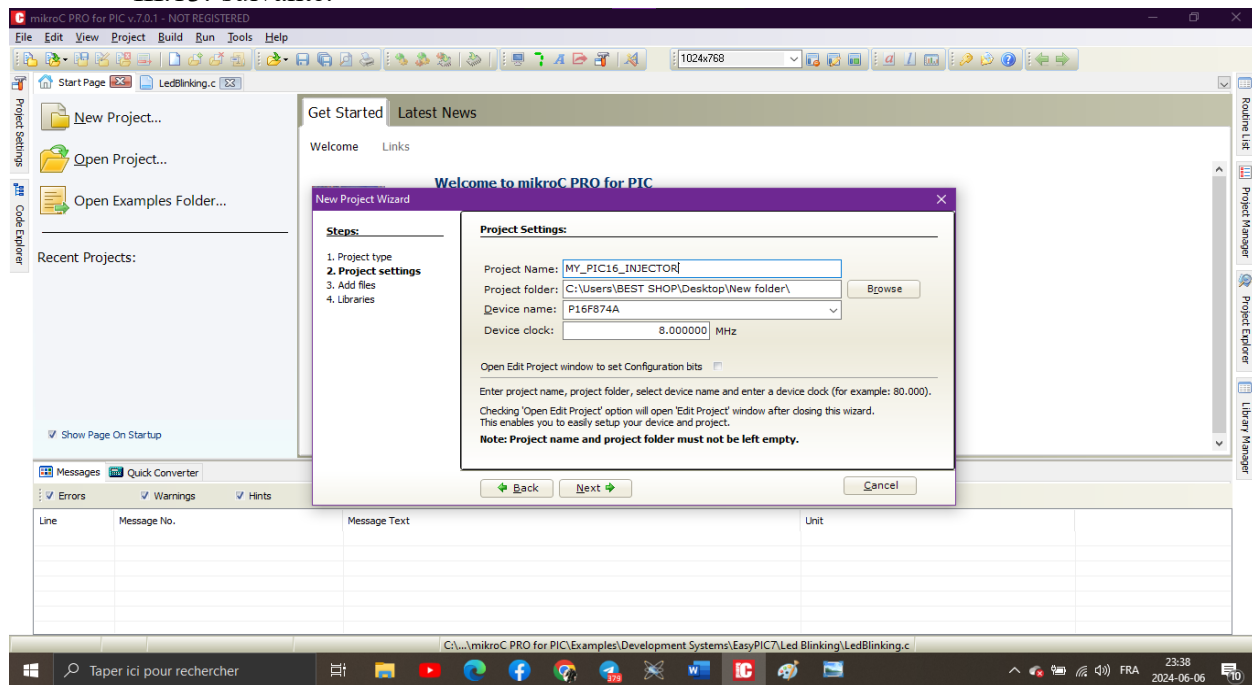 mikroC PRO for PIC v.7.0.1 - NOT REGISTERED
File Edit View Project Build Run Tools Help
1024x768
Start Page LedBlinking.c
Project Settings
Code Explorer
New Project...
Open Project...
Open Examples Folder...
Recent Projects:
Show Page On Startup
Get Started Latest News
Welcome Links
Welcome to mikroC PRO for PIC
New Project Wizard
Steps:
1. Project type
2. Project settings
3. Add files
4. Libraries
Project Settings:
Project Name: MY_PIC16_INJECTOR
Project folder: C:\Users\BEST SHOP\Desktop\New folder\ Browse
Device name: P16F874A
Device clock: 8.000000 MHz
Open Edit Project window to set Configuration bits
Enter project name, project folder, select device name and enter a device clock (for example: 80.000).
Checking 'Open Edit Project' option will open 'Edit Project' window after closing this wizard.
This enables you to easily setup your device and project.
Note: Project name and project folder must not be left empty.
Back Next Cancel
Routine List
Project Manager
Project Explorer
Library Manager
Messages Quick Converter
Errors Warnings Hints
Line Message No. Message Text Unit
C:\...\mikroC PRO for PIC\Examples\Development Systems\EasyPIC7\Led Blinking\LedBlinking.c
Taper ici pour rechercher
FRA
23:38
2024-06-06